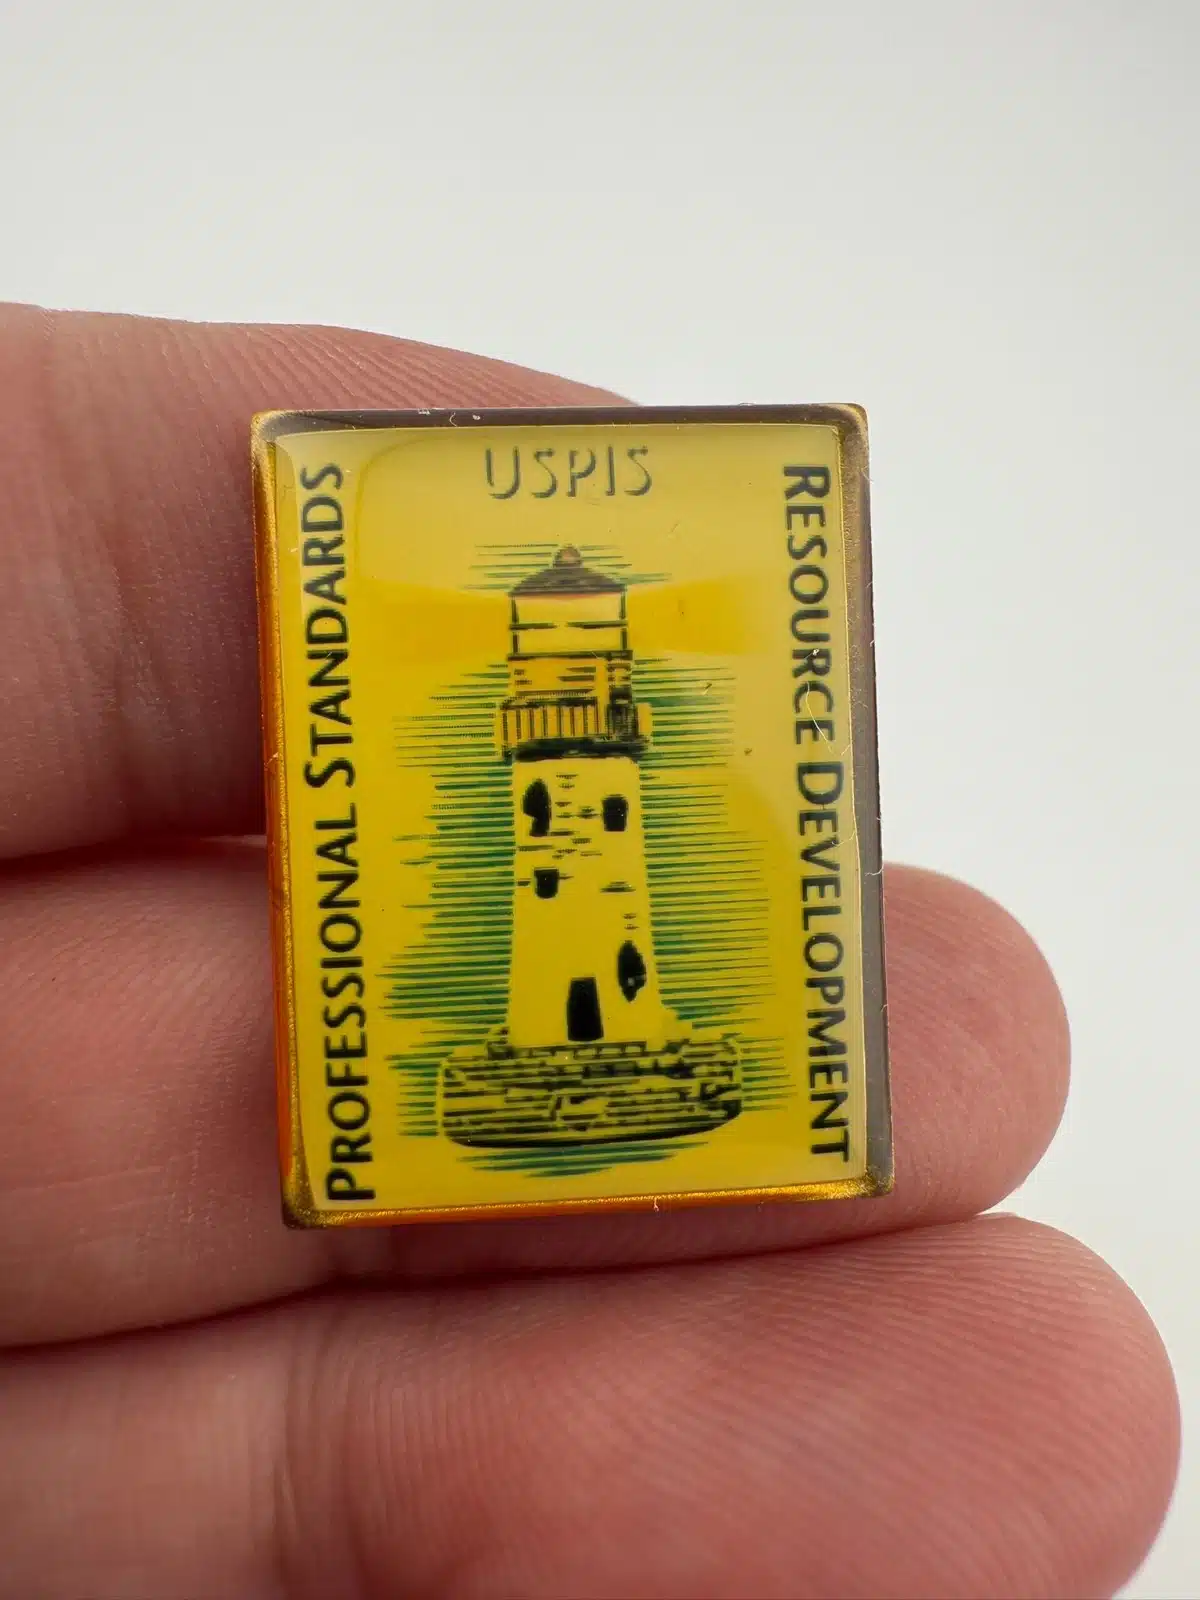 USPIS
PROFESSIONAL STANDARDS
RESOURCE DEVELOPMENT